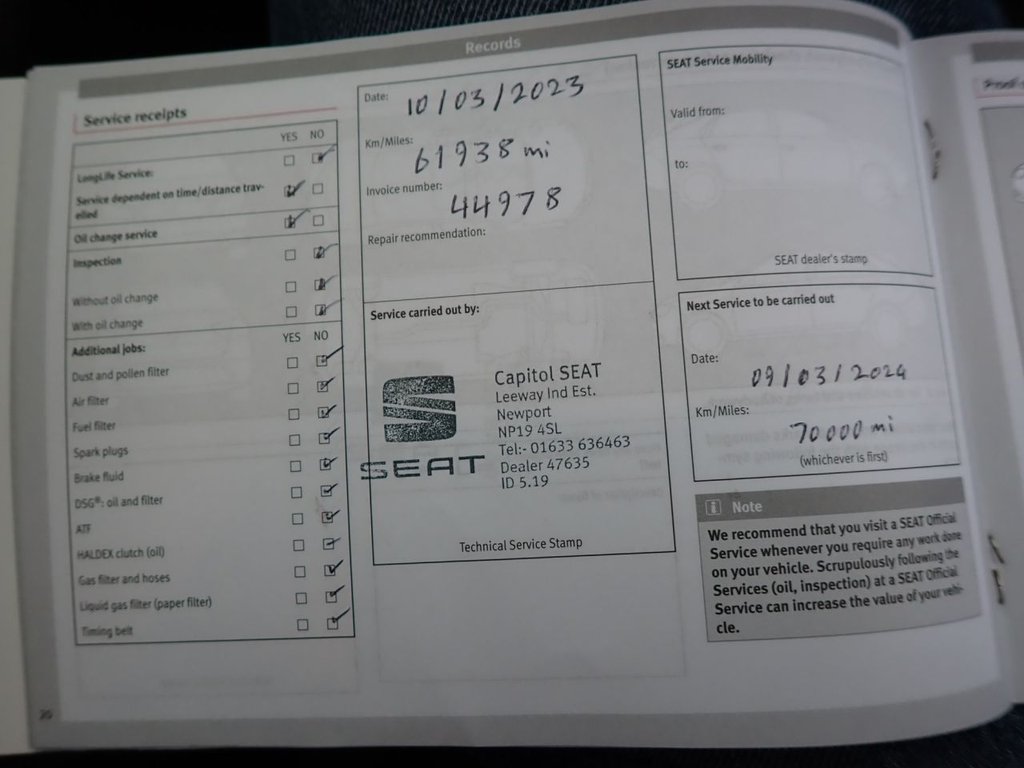 Records
Service receipts
YES NO
LongLife Service:
Service dependent on time/distance trav-
elled
Oil change service
Inspection
Without oil change
With oil change
Additional jobs: YES NO
Dust and pollen filter
Air filter
Fuel filter
Spark plugs
Brake fluid
DSG®: oil and filter
ATF
HALDEX clutch (oil)
Gas filter and hoses
Liquid gas filter (paper filter)
Timing belt
20
Date: 10/03/2023
Km/Miles: 61938 mi
Invoice number: 44978
Repair recommendation:
Service carried out by:
SEAT
Capitol SEAT
Leeway Ind Est.
Newport
NP19 4SL
Tel:- 01633 636463
Dealer 47635
ID 5.19
Technical Service Stamp
SEAT Service Mobility
Valid from:
to:
SEAT dealer's stamp
Next Service to be carried out
Date: 09/03/2024
Km/Miles: 70000 mi
(whichever is first)
i Note
We recommend that you visit a SEAT Official
Service whenever you require any work done
on your vehicle. Scrupulously following the
Services (oil, inspection) at a SEAT Official
Service can increase the value of your vehi-
cle.